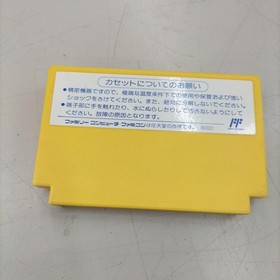 カセットについてのお願い
●精密機器ですので、極端な温度条件下での使用や保管および強い
ショックをさけてください。また、絶対に分解しないでください。
●端子部に手を触れたり、水にぬらしたりして汚さないようにして
ください。故障の原因となります。
ファミリーコンピュータ・ファミコンは任天堂の商標です。
FF